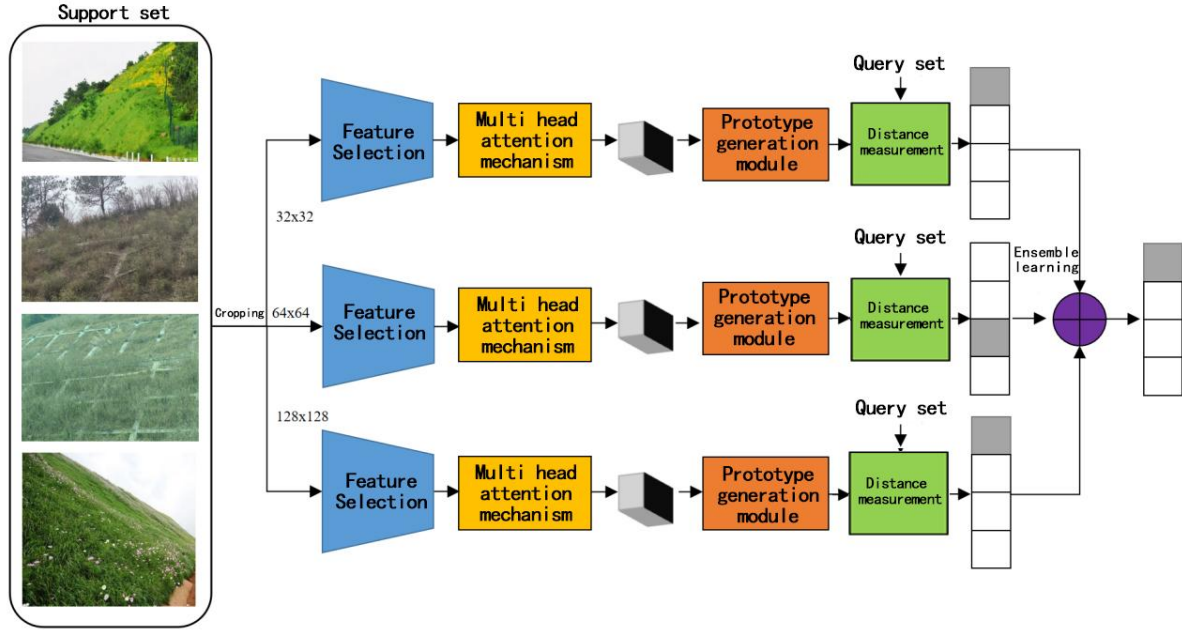 Support set
Cropping
32x32
Feature
Selection
Multi head
attention
mechanism
Prototype
generation
module
Query set
Distance
measurement
64x64
Feature
Selection
Multi head
attention
mechanism
Prototype
generation
module
Query set
Distance
measurement
Ensemble
learning
128x128
Feature
Selection
Multi head
attention
mechanism
Prototype
generation
module
Query set
Distance
measurement